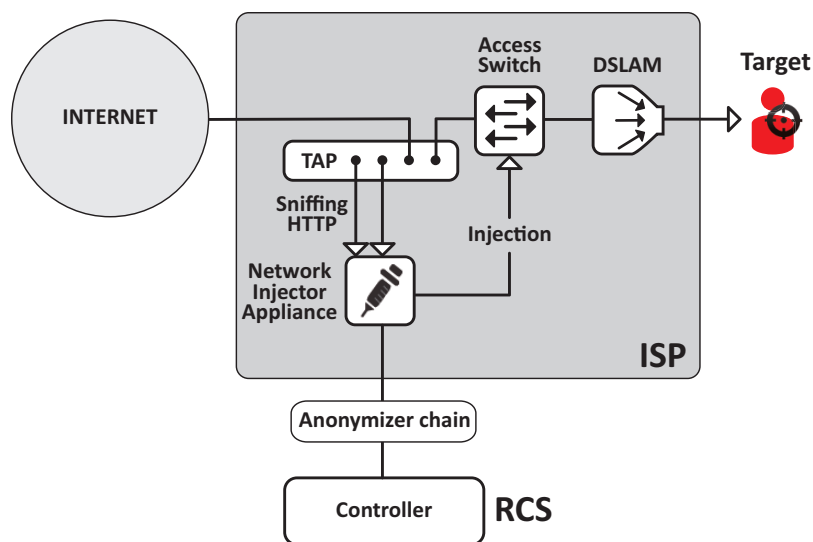 Access
Switch
DSLAM
Target
INTERNET
TAP
Sniffing
HTTP
Injection
Network
Injector
Appliance
ISP
Anonymizer chain
Controller
RCS